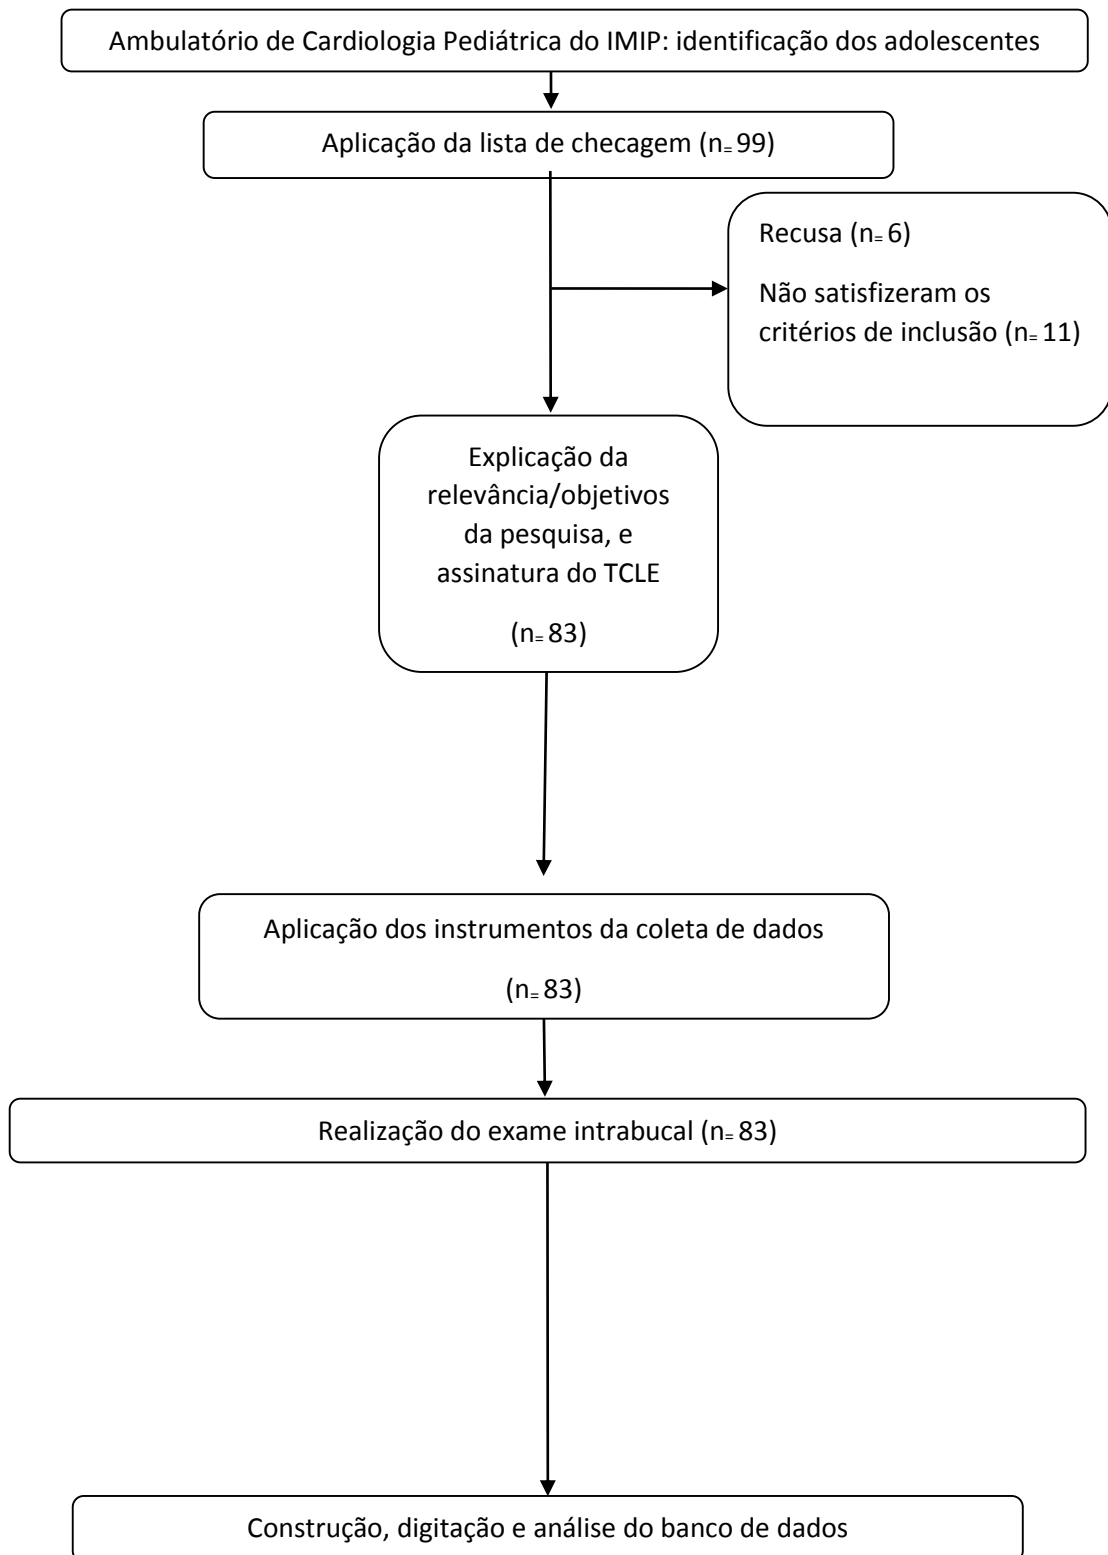 Ambulatório de Cardiologia Pediátrica do IMIP: identificação dos adolescentes
Aplicação da lista de checagem (n= 99)
Recusa (n= 6)
Não satisfizeram os
critérios de inclusão (n= 11)
Explicação da
relevância/objetivos
da pesquisa, e
assinatura do TCLE
(n= 83)
Aplicação dos instrumentos da coleta de dados
(n= 83)
Realização do exame intrabucal (n= 83)
Construção, digitação e análise do banco de dados